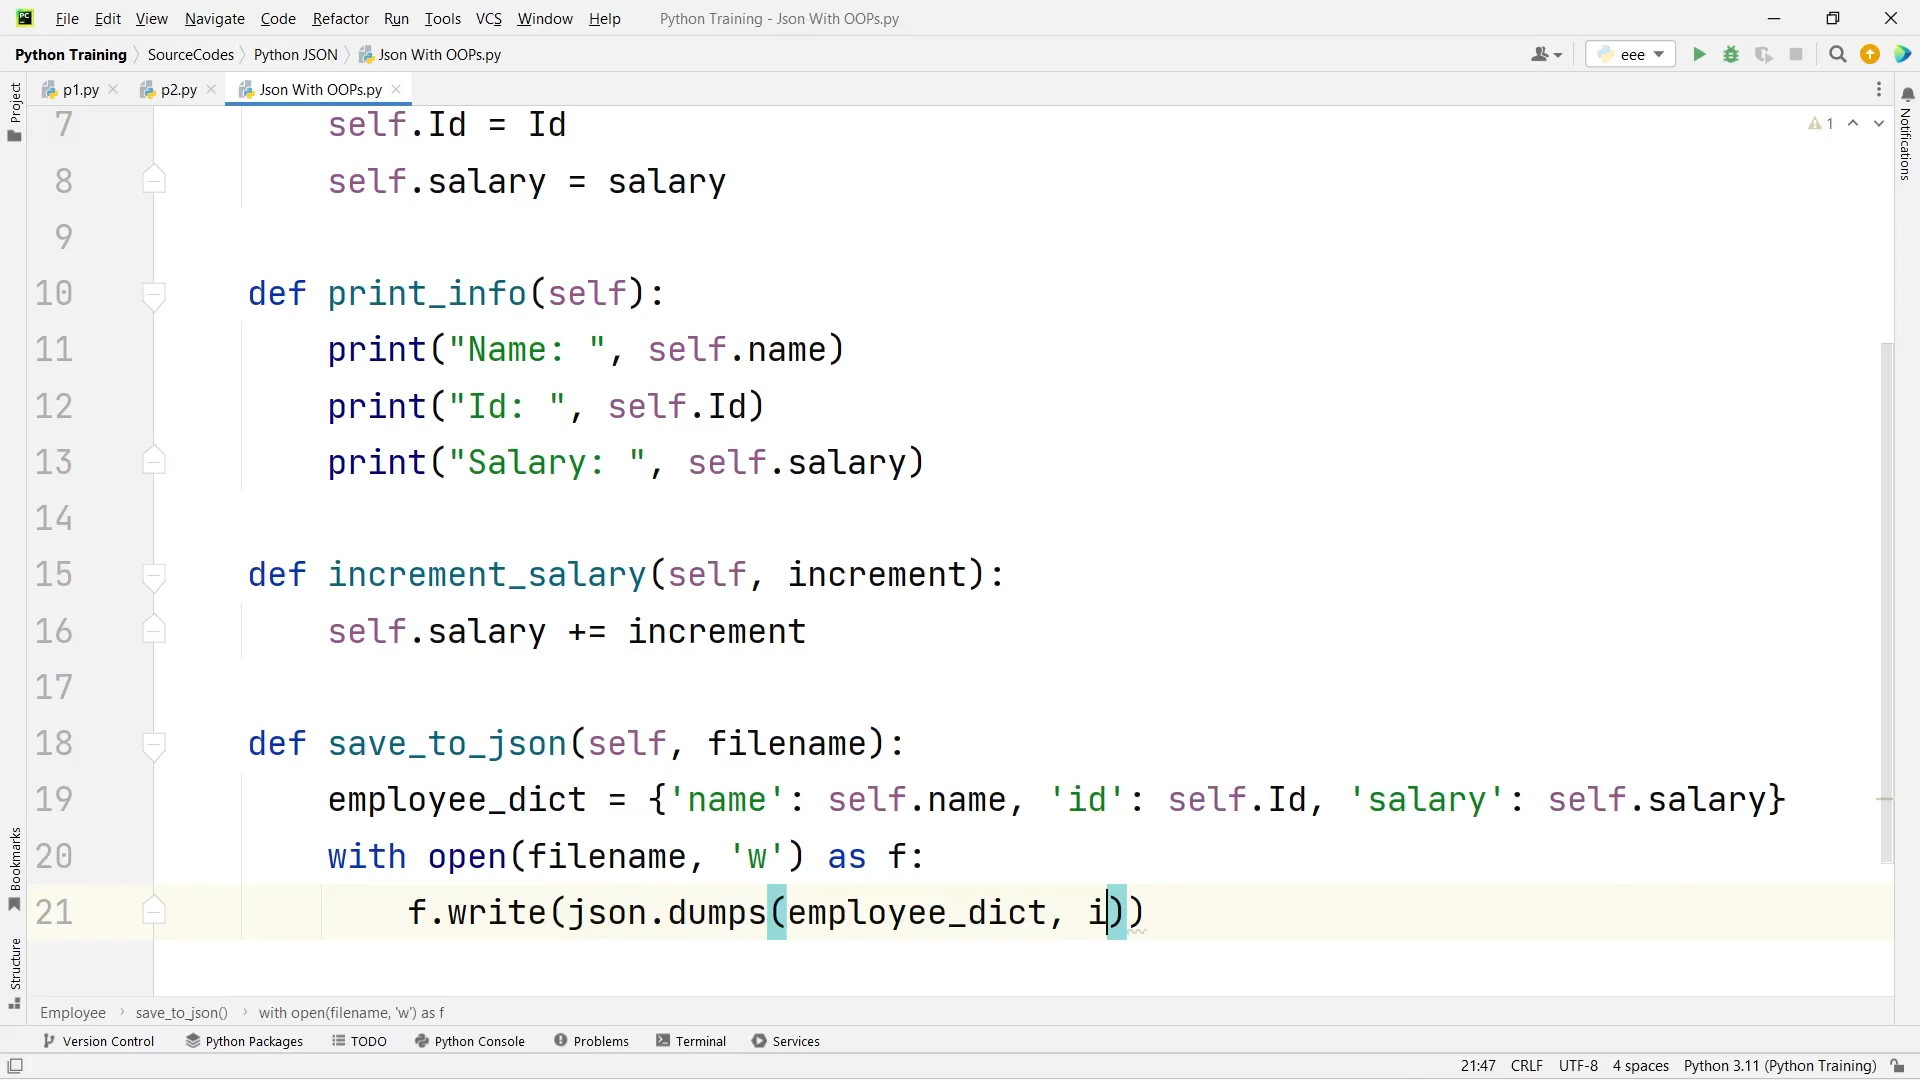 PC File Edit View Navigate Code Refactor Run Tools VCS Window Help Python Training - Json With OOPs.py
Python Training SourceCodes Python JSON Json With OOPs.py eee
p1.py p2.py Json With OOPs.py
Project
Notifications
1
7 self.Id = Id
8 self.salary = salary
9
10 def print_info(self):
11 print("Name: ", self.name)
12 print("Id: ", self.Id)
13 print("Salary: ", self.salary)
14
15 def increment_salary(self, increment):
16 self.salary += increment
17
18 def save_to_json(self, filename):
19 employee_dict = {'name': self.name, 'id': self.Id, 'salary': self.salary}
20 with open(filename, 'w') as f:
21 f.write(json.dumps(employee_dict, i))
Bookmarks
Structure
Employee save_to_json() with open(filename, 'w') as f
Version Control Python Packages TODO Python Console Problems Terminal Services
21:47 CRLF UTF-8 4 spaces Python 3.11 (Python Training)